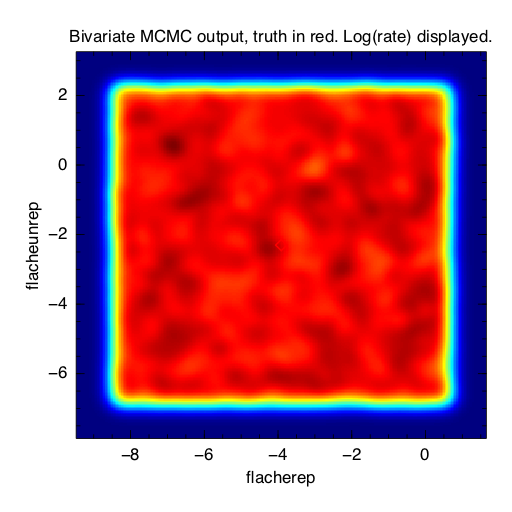 Bivariate MCMC output, truth in red. Log(rate) displayed.
2
0
−2
−4
−6
flacheunrep
−8 −6 −4 −2 0
flacherep